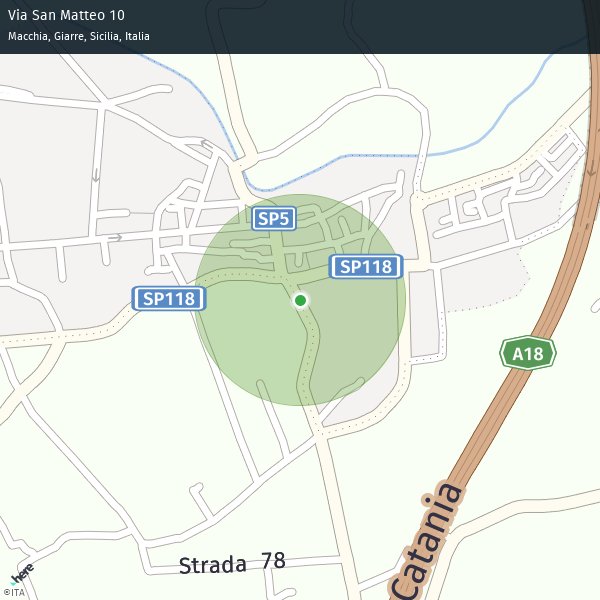 Via San Matteo 10
Macchia, Giarre, Sicilia, Italia
SP5
SP118
SP118
A18
Catania
Strada 78
here
©ITA